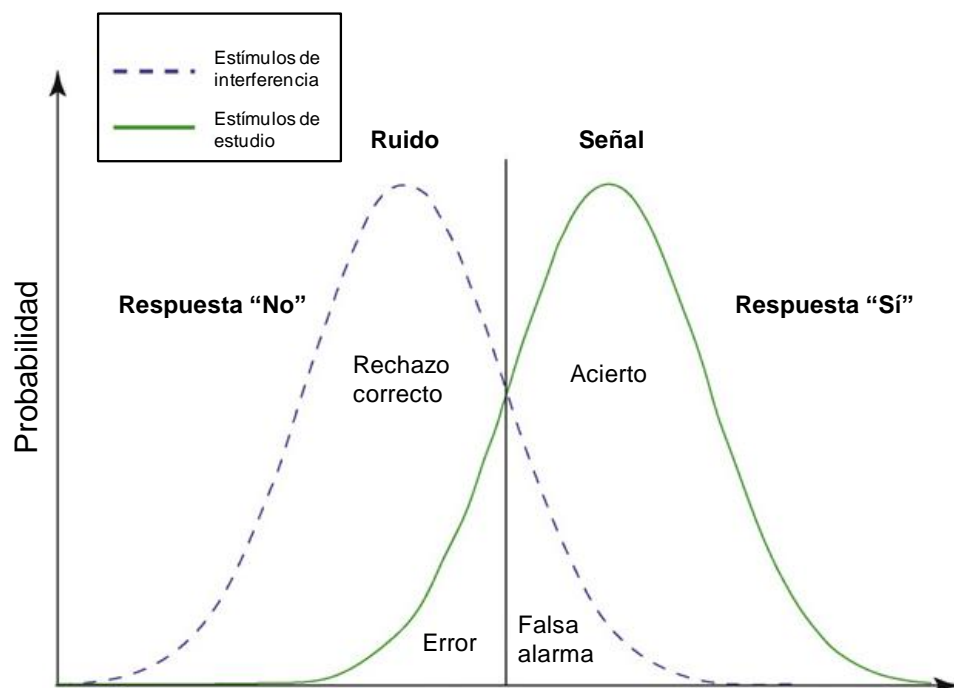 Estímulos de
interferencia
Estímulos de
estudio
Ruido
Señal
Probabilidad
Respuesta “No”
Respuesta “Sí”
Rechazo
correcto
Acierto
Error
Falsa
alarma